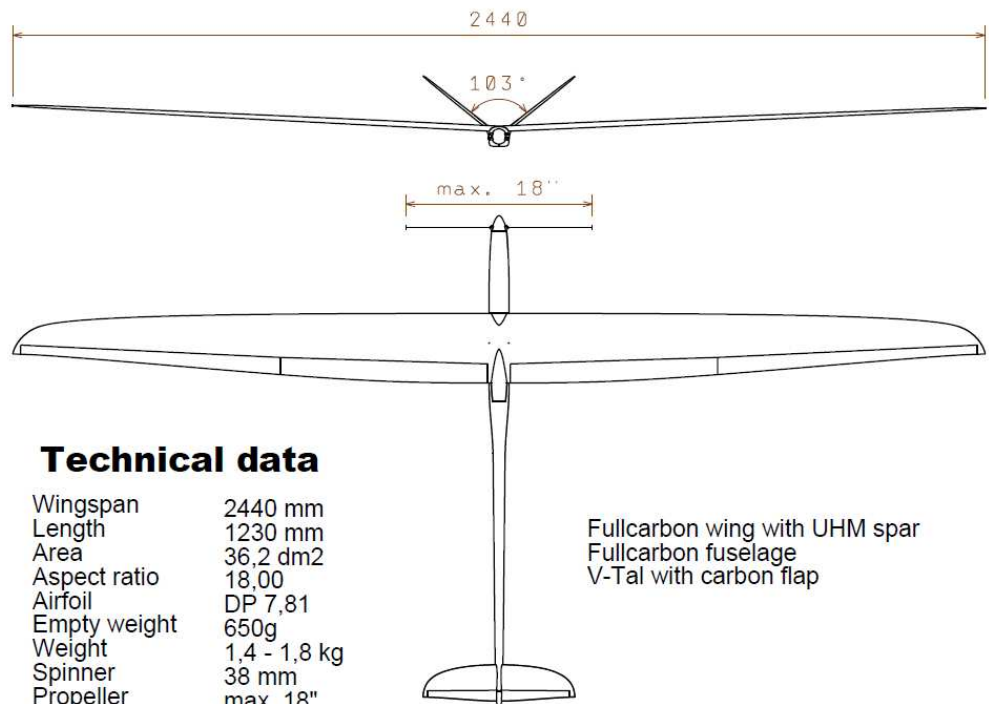 2440
103°
max. 18''
Technical data
Wingspan 2440 mm
Length 1230 mm
Area 36,2 dm2
Aspect ratio 18,00
Airfoil DP 7,81
Empty weight 650g
Weight 1,4 - 1,8 kg
Spinner 38 mm
Propeller max. 18"
Fullcarbon wing with UHM spar
Fullcarbon fuselage
V-Tal with carbon flap